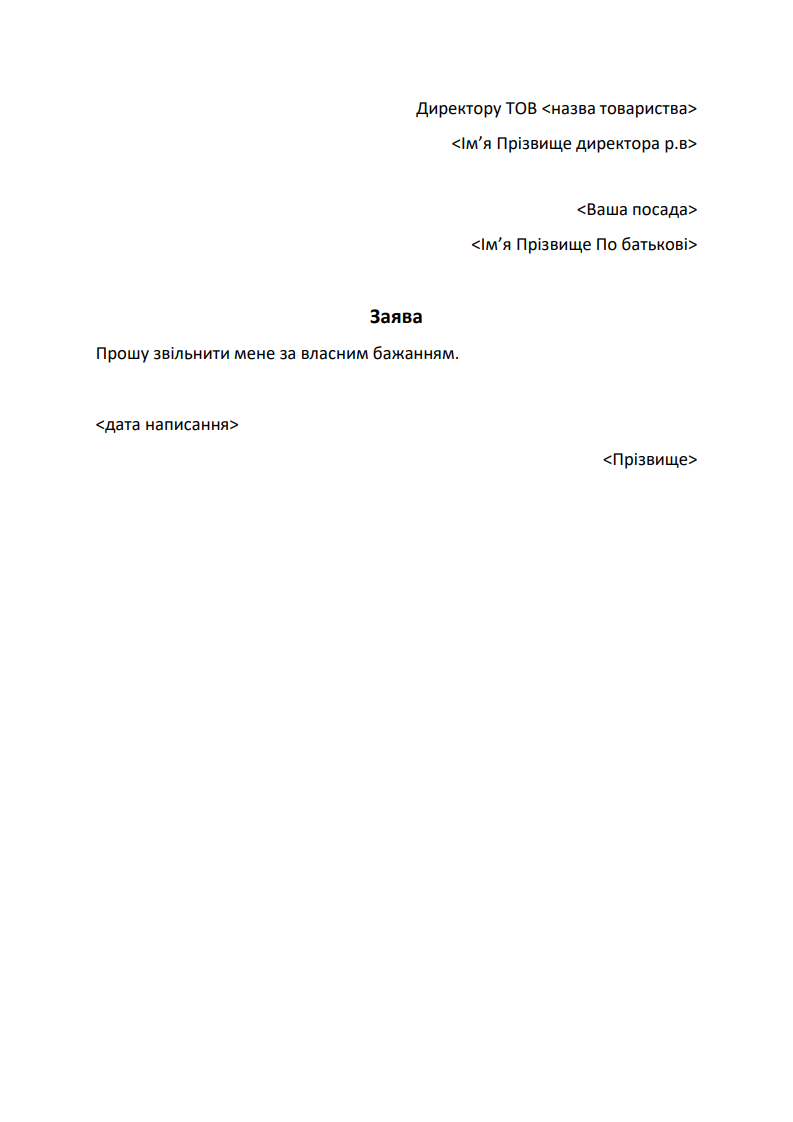 Директору ТОВ <назва товариства>
<Ім’я Прізвище директора р.в>
<Ваша посада>
<Ім’я Прізвище По батькові>
Заява
Прошу звільнити мене за власним бажанням.
<дата написання>
<Прізвище>